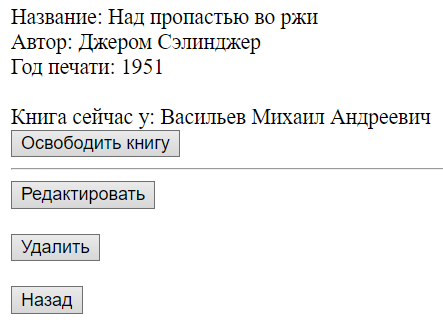 Название: Над пропастью во ржи
Автор: Джером Сэлинджер
Год печати: 1951
Книга сейчас у: Васильев Михаил Андреевич
Освободить книгу
Редактировать
Удалить
Назад